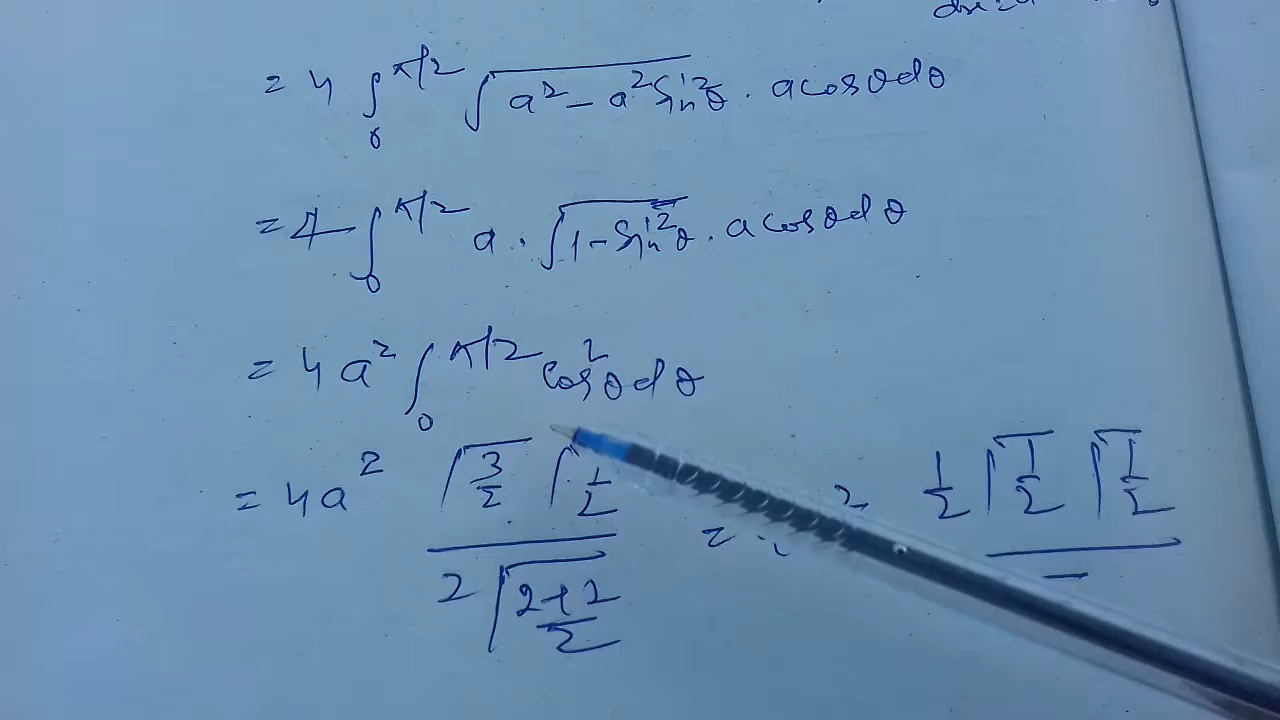 = 4 ∫₀^π/2 √(a² − a² Sin²θ) . a cosθ dθ
= 4 ∫₀^π/2 a . √(1 − Sin²θ) . a cosθ dθ
= 4a² ∫₀^π/2 Cos²θ dθ
= 4a² (Γ(3/2) Γ(1/2)) / (2 Γ((2+2)/2)) = ² (1/2 Γ(1/2) Γ(1/2)) /